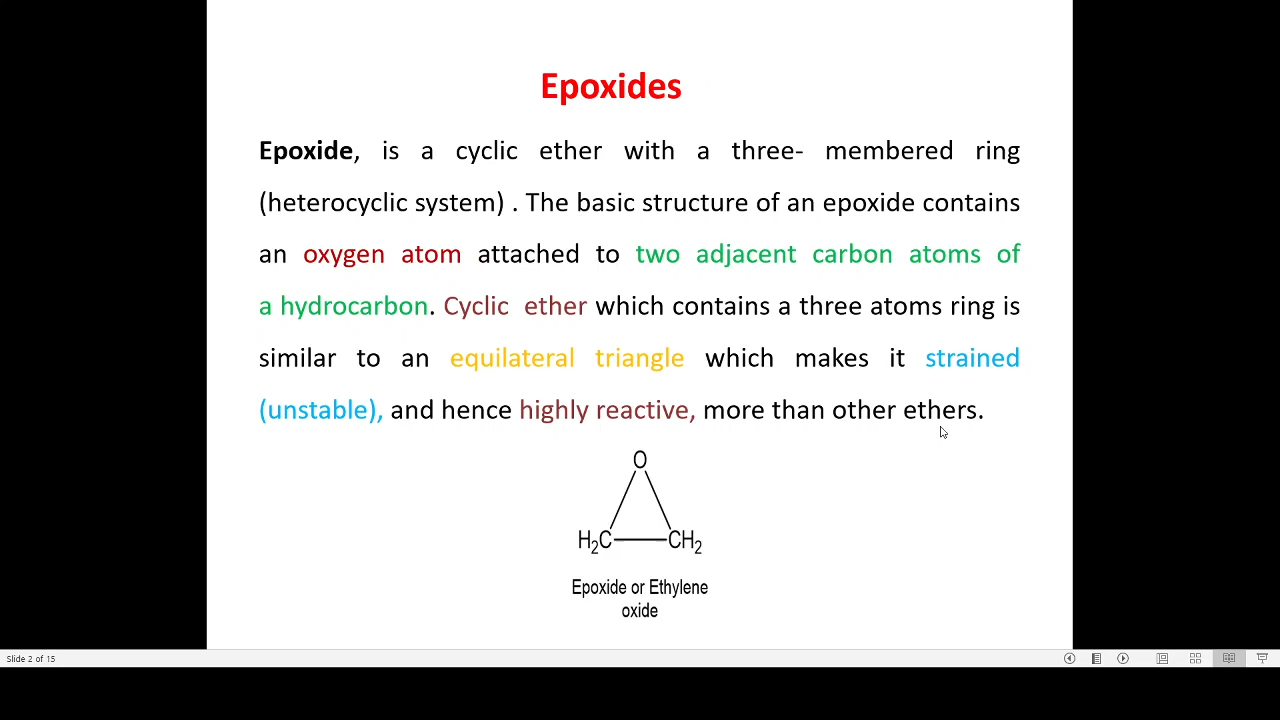 Epoxides
Epoxide, is a cyclic ether with a three- membered ring
(heterocyclic system) . The basic structure of an epoxide contains
an oxygen atom attached to two adjacent carbon atoms of
a hydrocarbon. Cyclic ether which contains a three atoms ring is
similar to an equilateral triangle which makes it strained
(unstable), and hence highly reactive, more than other ethers.
O
H2C CH2
Epoxide or Ethylene
oxide
Slide 2 of 15